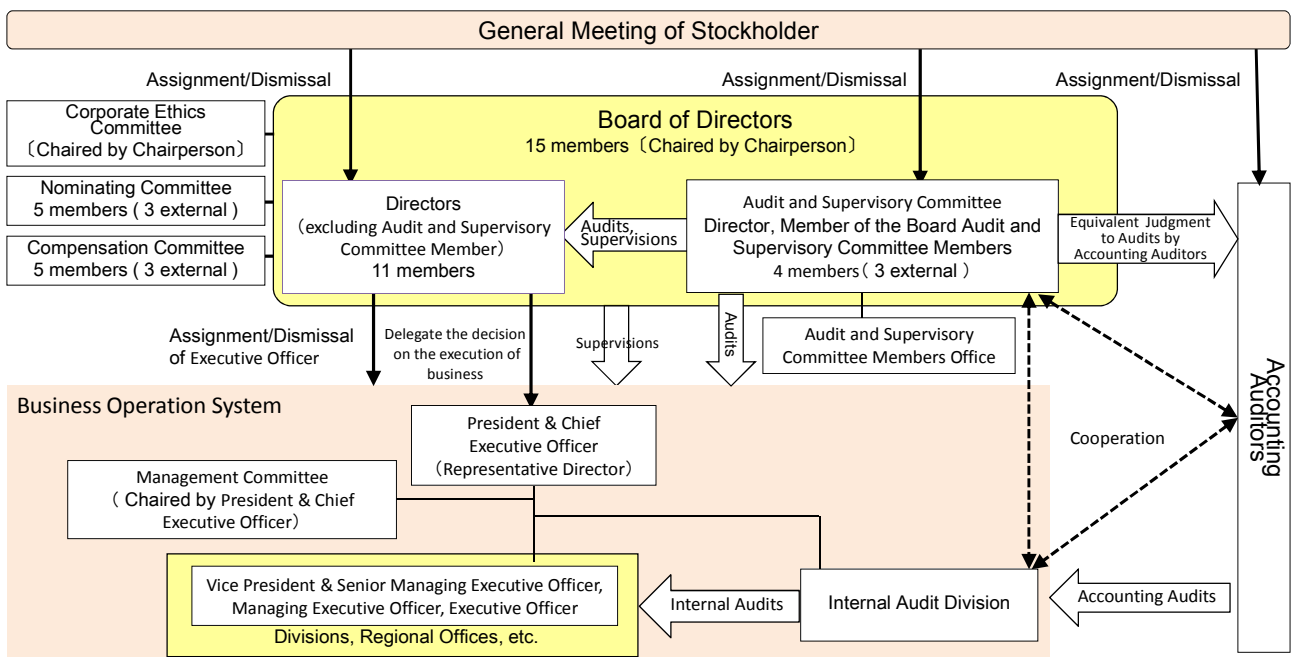 General Meeting of Stockholder
Assignment/Dismissal
Assignment/Dismissal
Assignment/Dismissal
Corporate Ethics
Committee
〔Chaired by Chairperson〕
Nominating Committee
5 members ( 3 external )
Compensation Committee
5 members ( 3 external )
Board of Directors
15 members〔Chaired by Chairperson〕
Directors
(excluding Audit and Supervisory
Committee Member)
11 members
Audits,
Supervisions
Audit and Supervisory Committee
Director, Member of the Board Audit and
Supervisory Committee Members
4 members( 3 external )
Equivalent Judgment
to Audits by
Accounting Auditors
Assignment/Dismissal
of Executive Officer
Delegate the decision
on the execution of
business
Supervisions
Audits
Audit and Supervisory
Committee Members Office
Accounting
Auditors
Business Operation System
President & Chief
Executive Officer
(Representative Director)
Cooperation
Management Committee
( Chaired by President & Chief
Executive Officer)
Vice President & Senior Managing Executive Officer,
Managing Executive Officer, Executive Officer
Divisions, Regional Offices, etc.
Internal Audits
Internal Audit Division
Accounting Audits